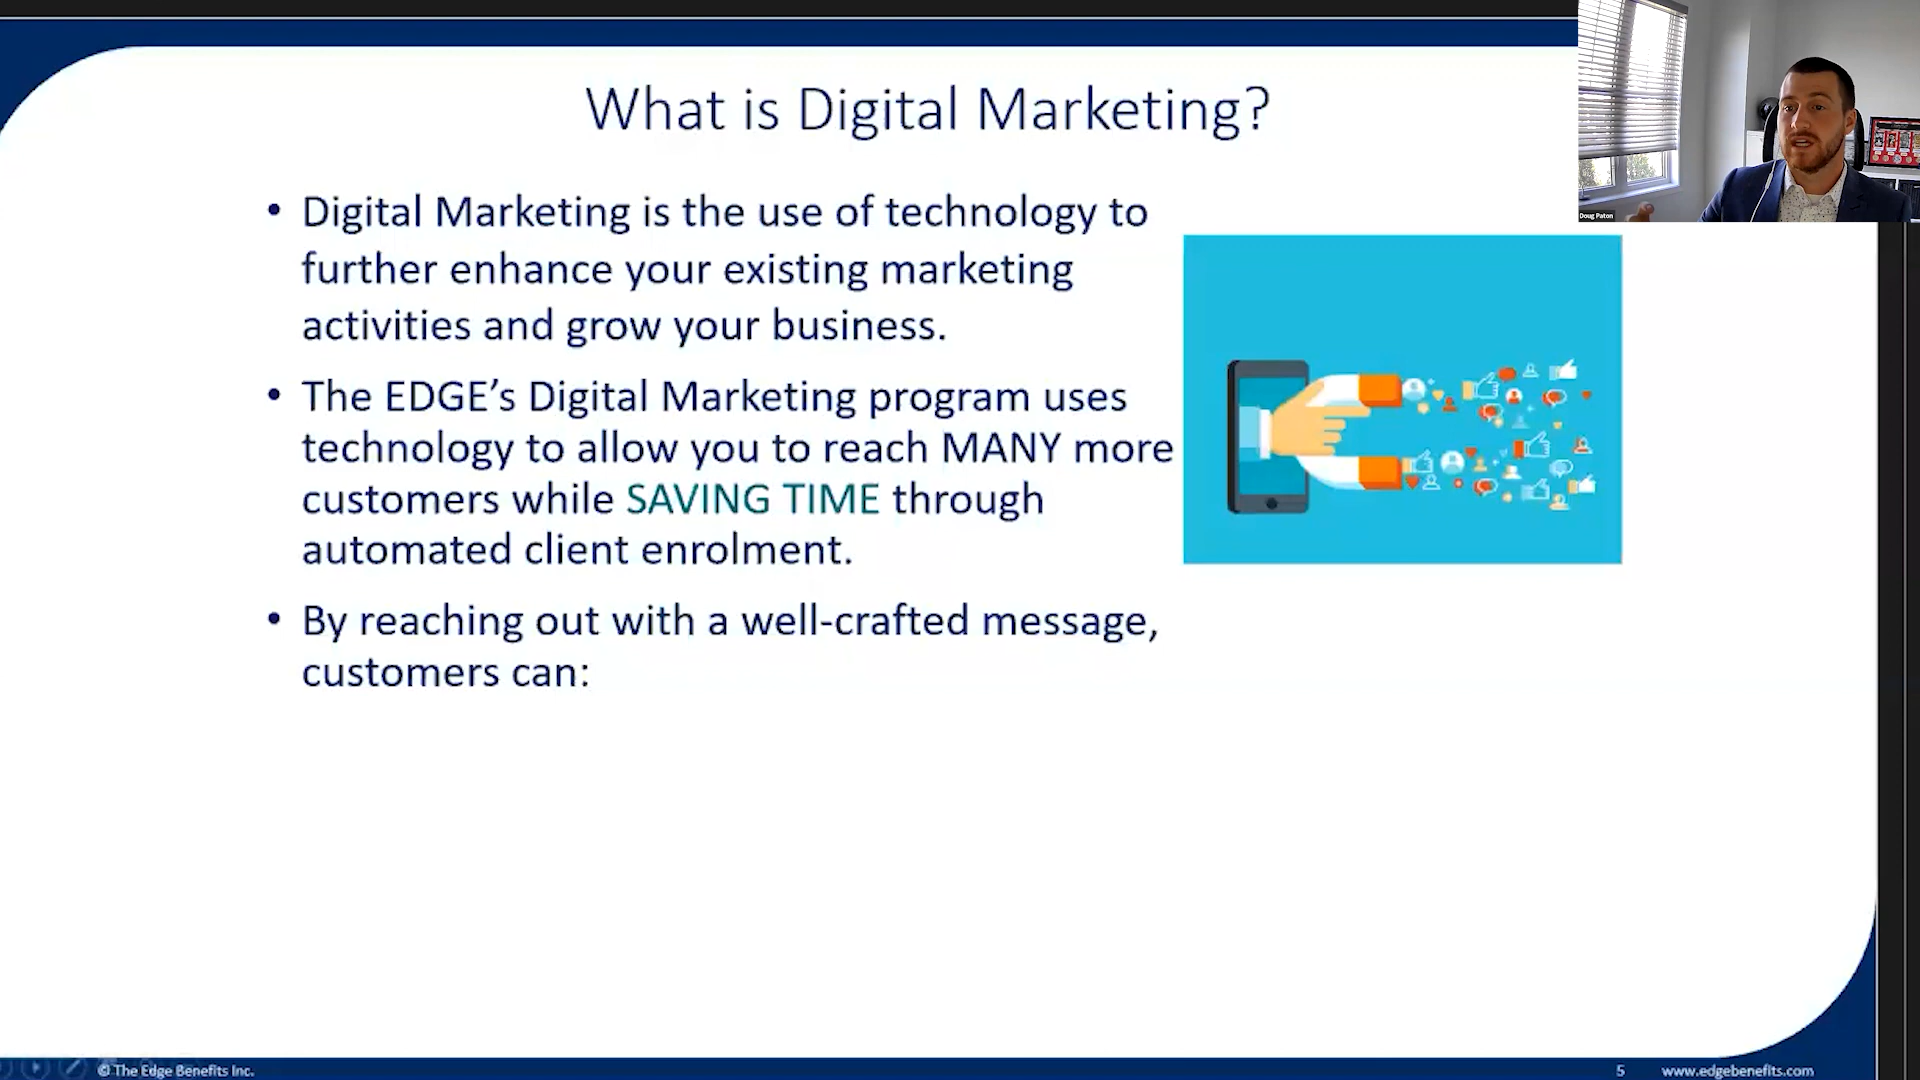 What is Digital Marketing?
• Digital Marketing is the use of technology to
further enhance your existing marketing
activities and grow your business.
• The EDGE’s Digital Marketing program uses
technology to allow you to reach MANY more
customers while SAVING TIME through
automated client enrolment.
• By reaching out with a well-crafted message,
customers can:
Doug Paton
© The Edge Benefits Inc.
5
www.edgebenefits.com